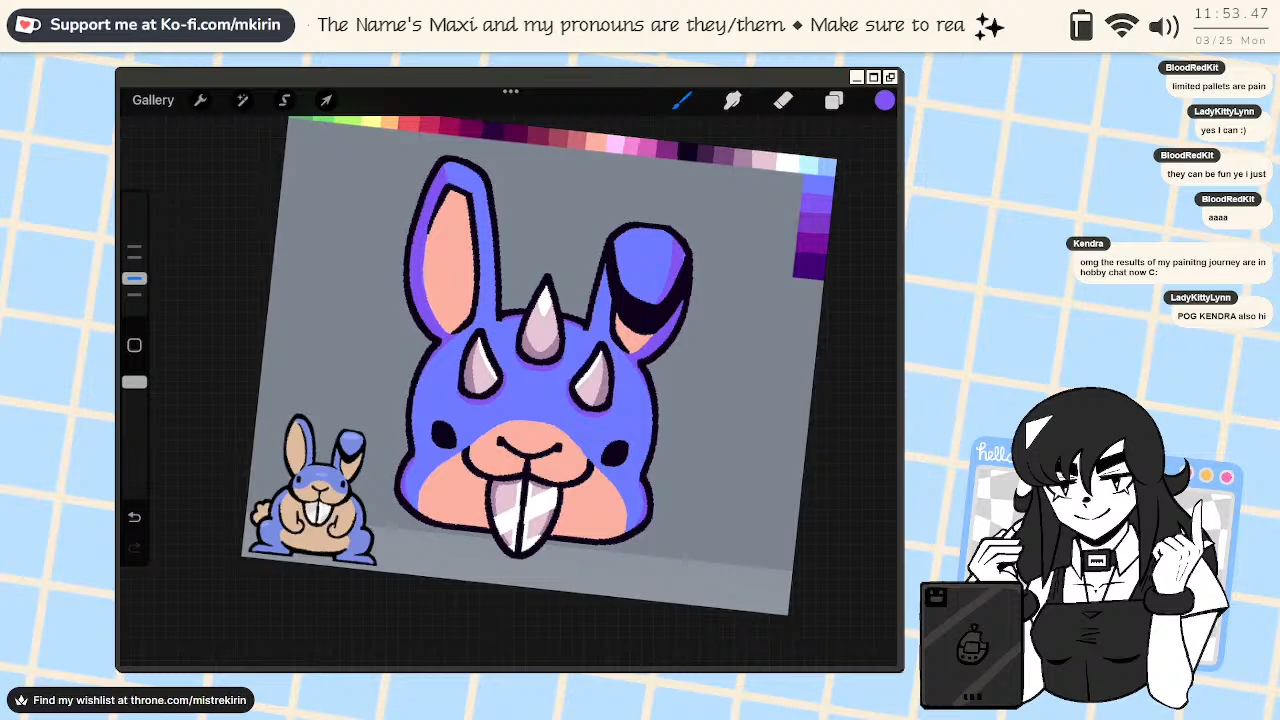 Support me at Ko-fi.com/mkirin
· The Name's Maxi and my pronouns are they/them ◆ Make sure to rea
11:53.47
03/25 Mon
Gallery
BloodRedKit
limited pallets are pain
LadyKittyLynn
yes I can :)
BloodRedKit
they can be fun ye i just
BloodRedKit
aaaa
Kendra
omg the results of my painitng journey are in
hobby chat now C:
LadyKittyLynn
POG KENDRA also hi
hello
Find my wishlist at throne.com/mistrekirin